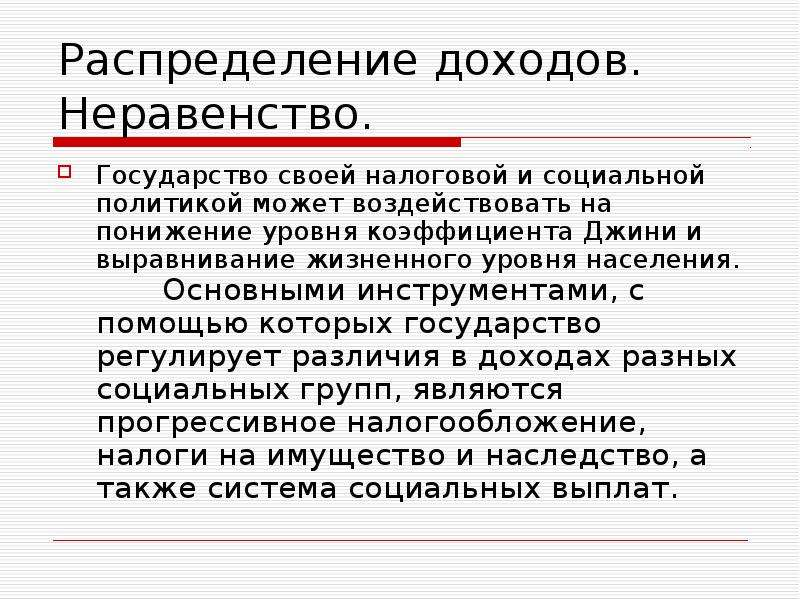 Распределение доходов.
Неравенство.
Государство своей налоговой и социальной
политикой может воздействовать на
понижение уровня коэффициента Джини и
выравнивание жизненного уровня населения.
Основными инструментами, с
помощью которых государство
регулирует различия в доходах разных
социальных групп, являются
прогрессивное налогообложение,
налоги на имущество и наследство, а
также система социальных выплат.